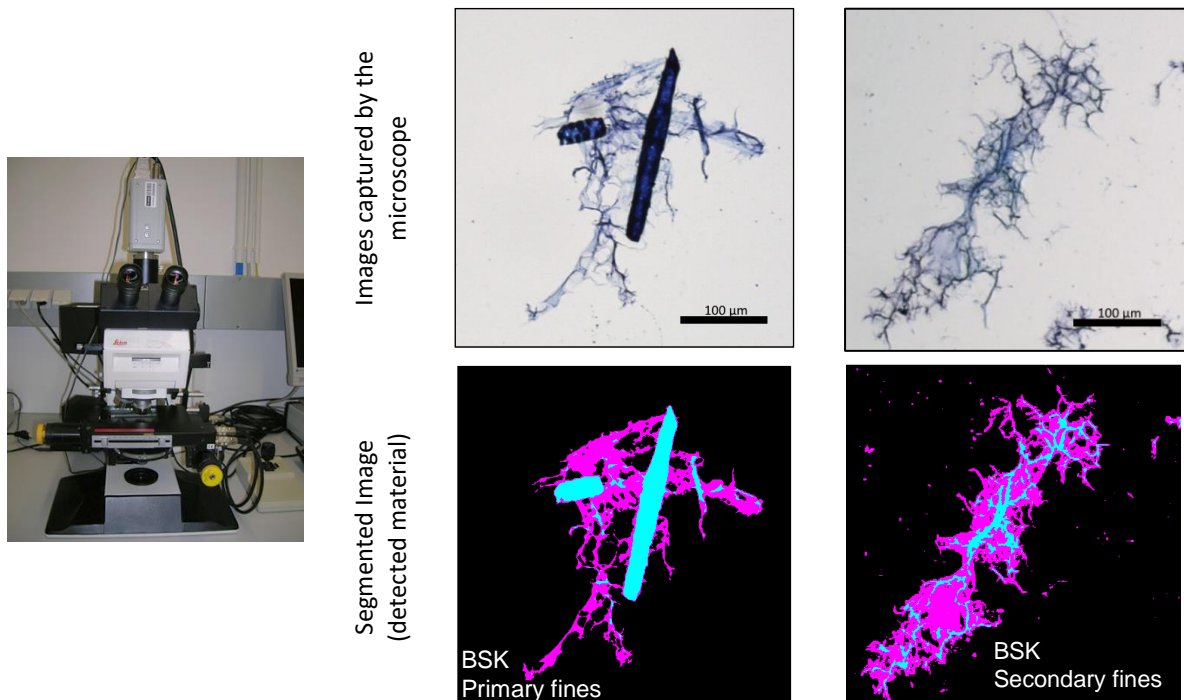 Images captured by the
microscope
100 µm
100 µm
Leica
Segmented Image
(detected material)
BSK
Primary fines
BSK
Secondary fines